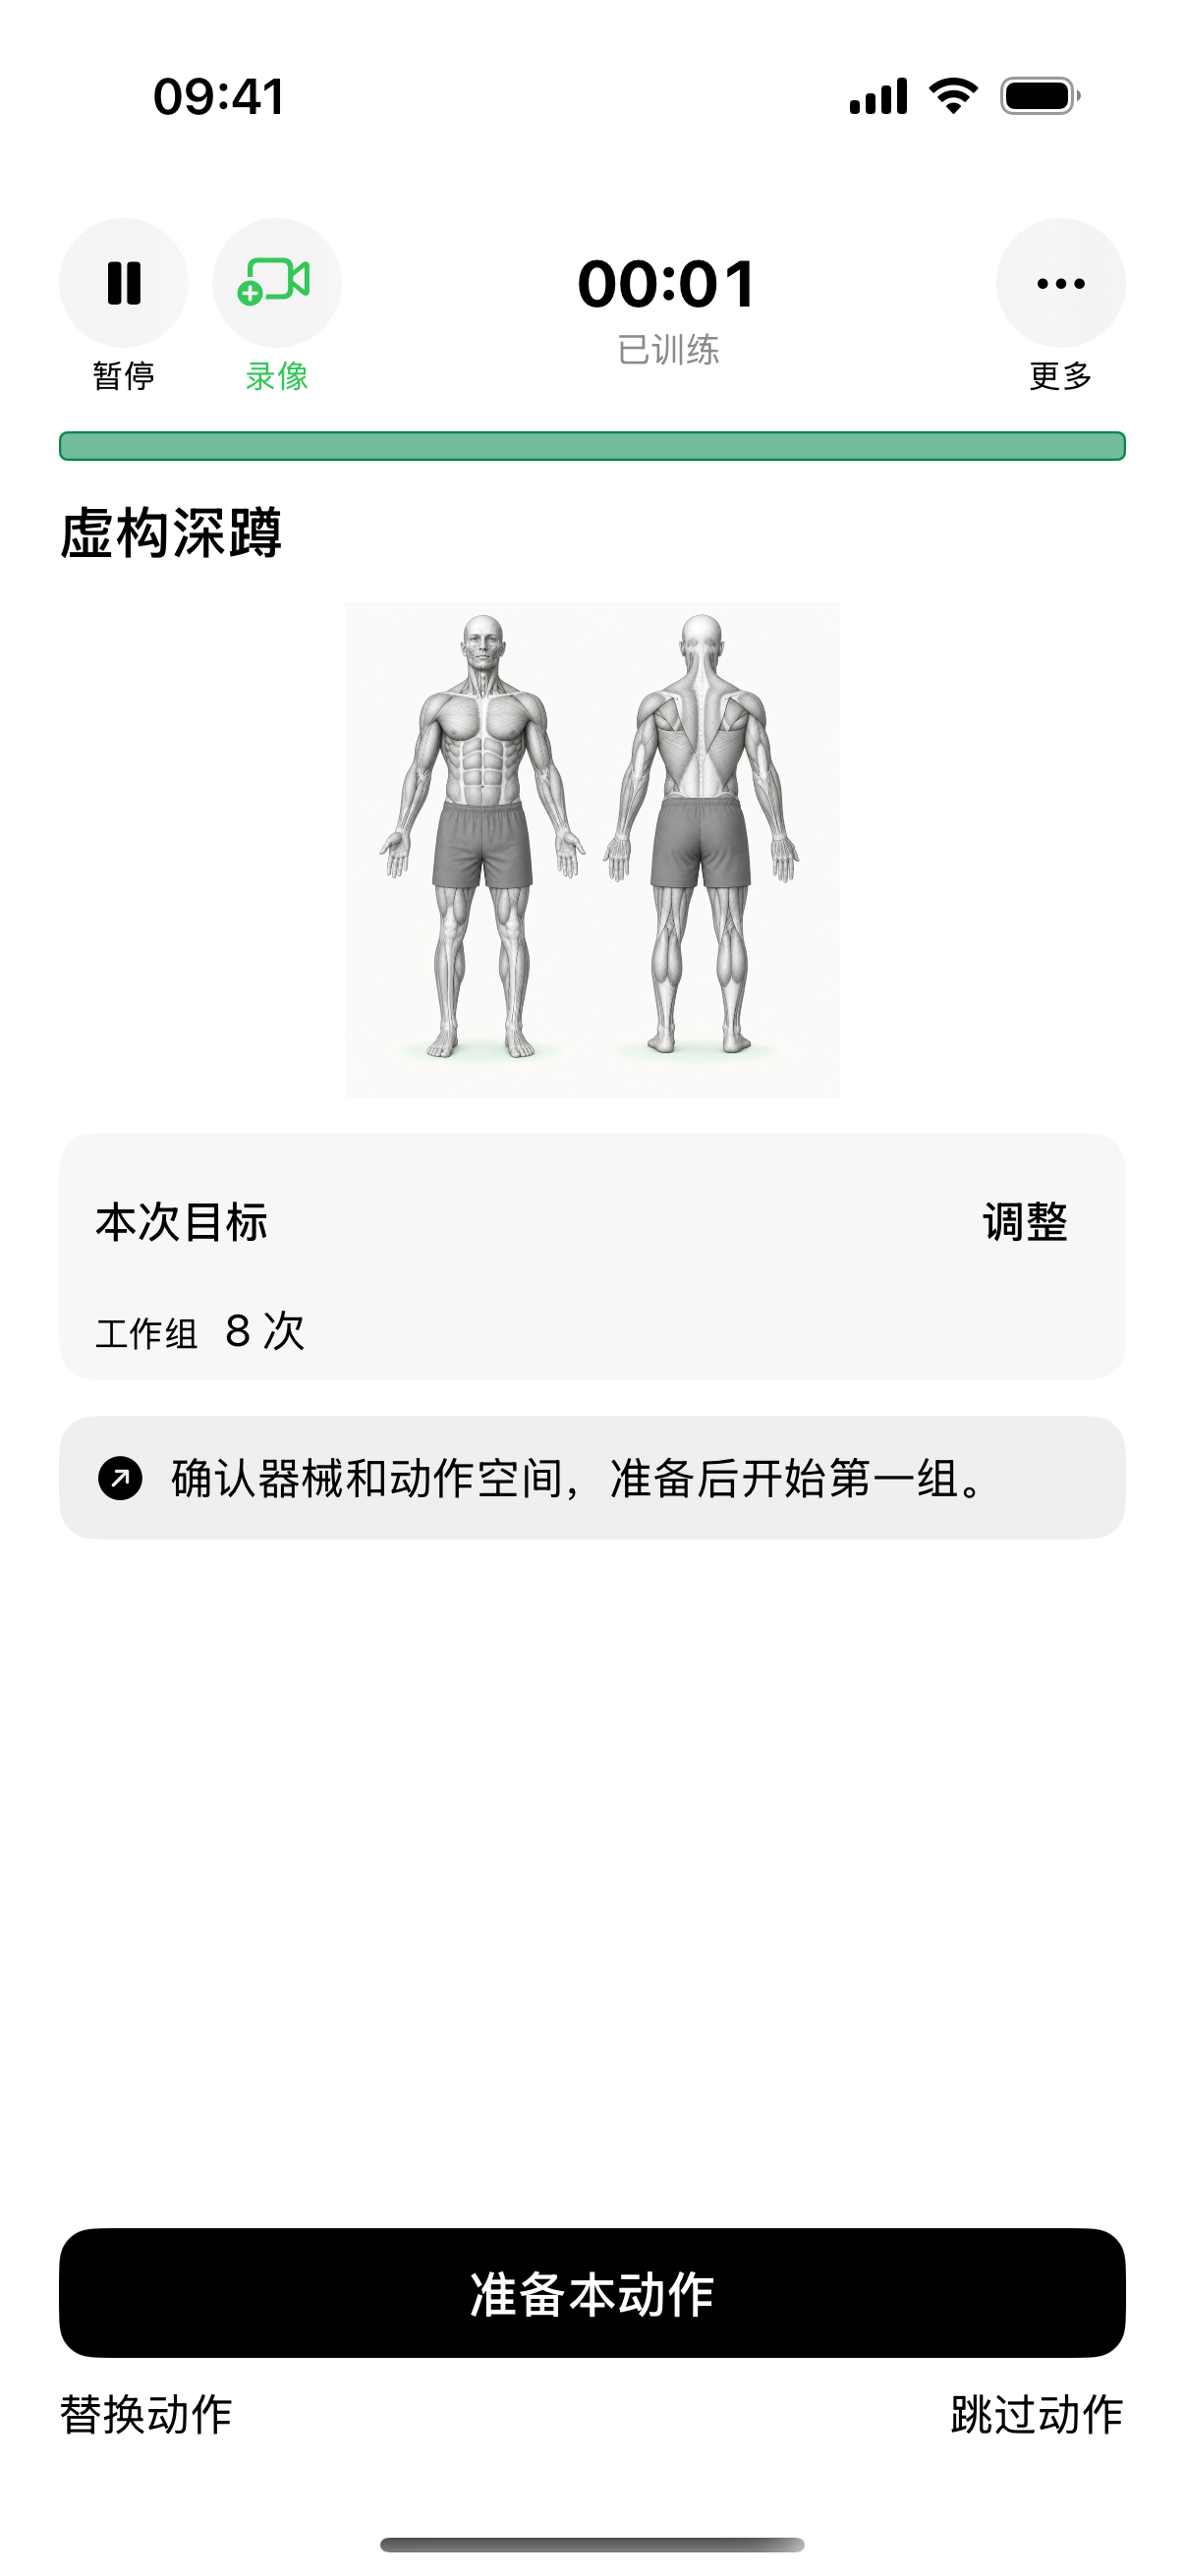 09:41
00:01
已训练
暂停
录像
更多
虚构深蹲
本次目标
调整
工作组 8 次
确认器械和动作空间，准备后开始第一组。
准备本动作
替换动作
跳过动作